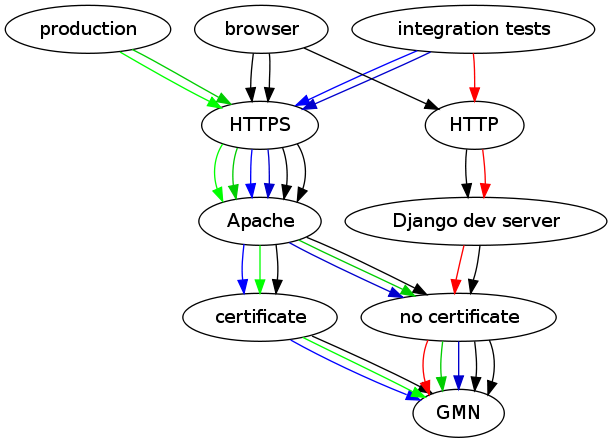 production
browser
integration tests
HTTPS
HTTP
Apache
Django dev server
certificate
no certificate
GMN